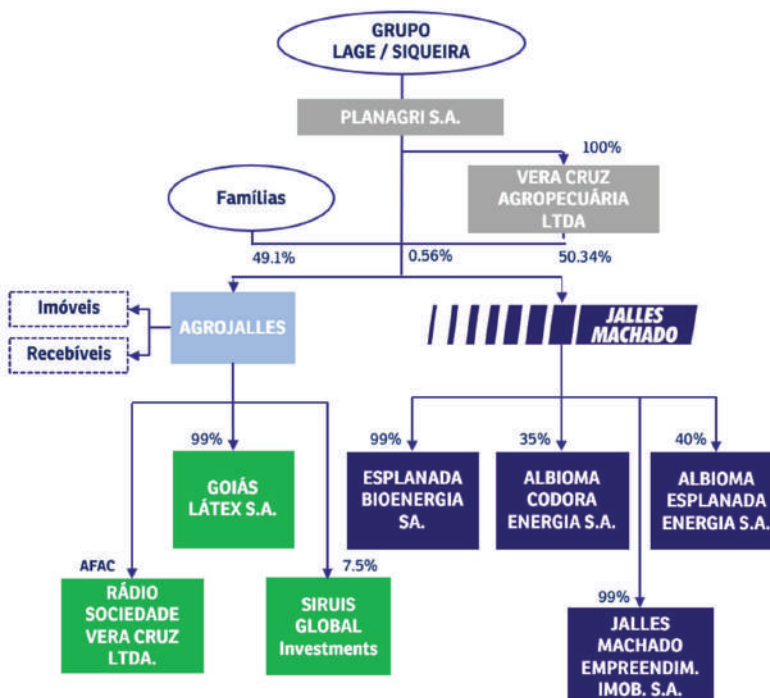 GRUPO
LAGE / SIQUEIRA
PLANAGRI S.A.
100%
VERA CRUZ
AGROPECUÁRIA
LTDA
Famílias
49.1%
0.56%
50.34%
Imóveis
Recebíveis
AGROJALLES
JALLES
MACHADO
99%
GOIÁS
LÁTEX S.A.
99%
ESPLANADA
BIOENERGIA
SA.
35%
ALBIOMA
CODORA
ENERGIA S.A.
40%
ALBIOMA
ESPLANADA
ENERGIA S.A.
AFAC
RÁDIO
SOCIEDADE
VERA CRUZ
LTDA.
7.5%
SIRUIS
GLOBAL
Investments
99%
JALLES
MACHADO
EMPREENDIM.
IMOB. S.A.